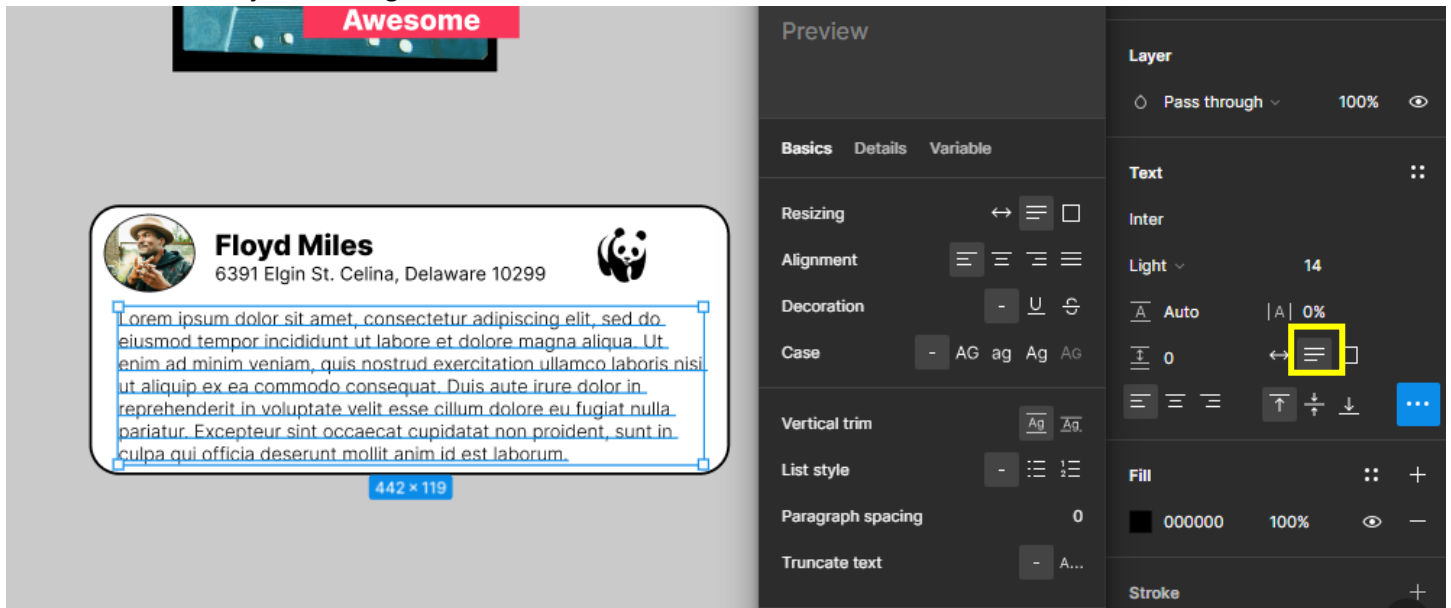 Awesome
Floyd Miles
6391 Elgin St. Celina, Delaware 10299
Lorem ipsum dolor sit amet, consectetur adipiscing elit, sed do
eiusmod tempor incididunt ut labore et dolore magna aliqua. Ut
enim ad minim veniam, quis nostrud exercitation ullamco laboris nisi
ut aliquip ex ea commodo consequat. Duis aute irure dolor in
reprehenderit in voluptate velit esse cillum dolore eu fugiat nulla
pariatur. Excepteur sint occaecat cupidatat non proident, sunt in
culpa qui officia deserunt mollit anim id est laborum.
442 × 119
Preview
Basics Details Variable
Resizing
Alignment
Decoration - U S
Case - AG ag Ag AG
Vertical trim Ag Ag
List style -
Paragraph spacing 0
Truncate text - A...
Layer
Pass through 100%
Text
Inter
Light 14
A Auto |A| 0%
0
Fill
000000 100%
Stroke